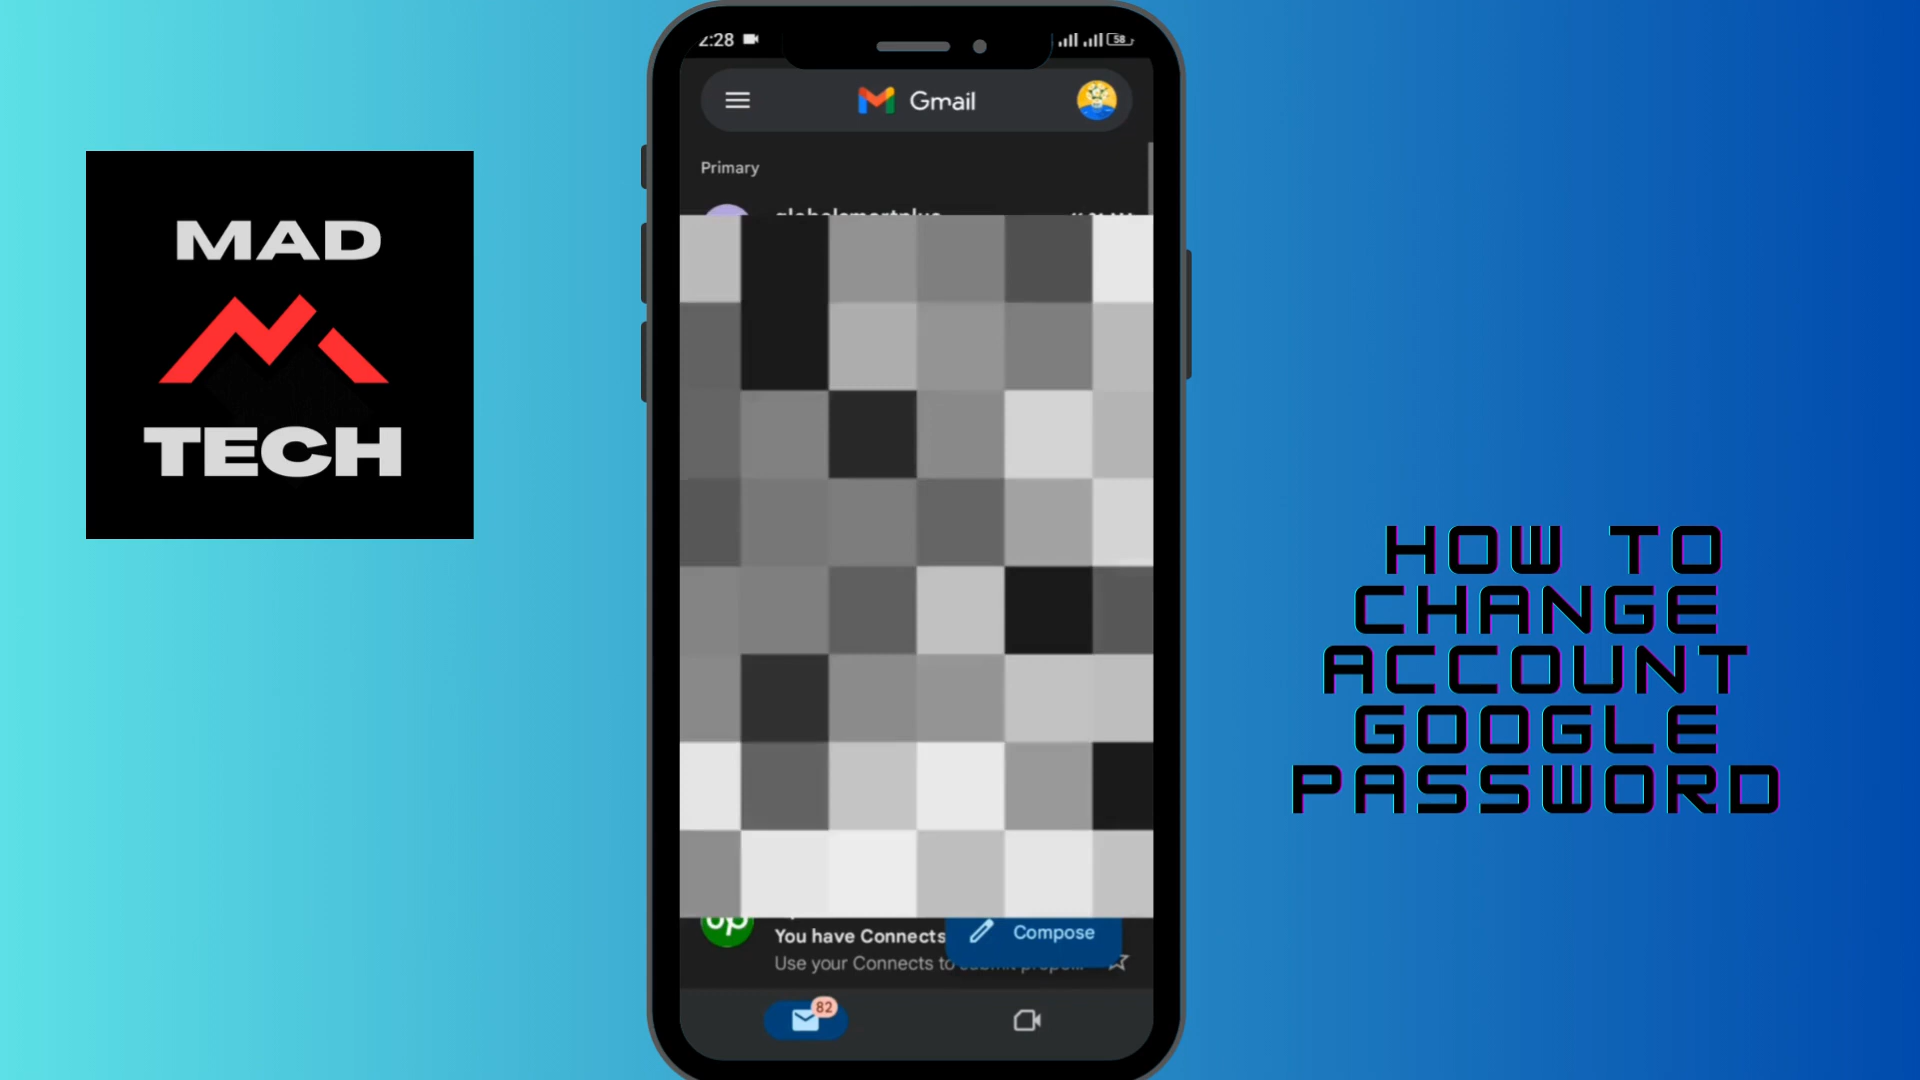 2:28
58
Gmail
Primary
MAD
TECH
You have Connects
Compose
Use your Connects to
82
HOW TO
CHANGE
ACCOUNT
GOOGLE
PASSWORD